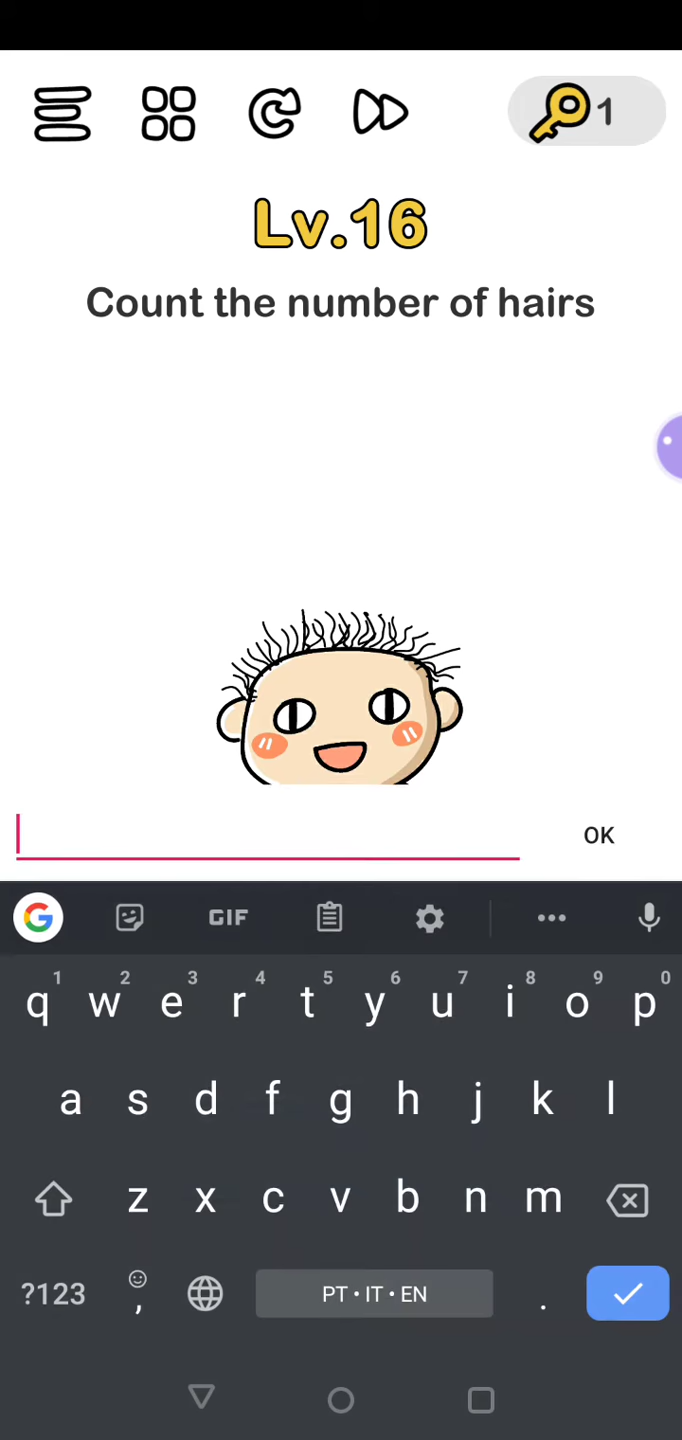 1
Lv.16
Count the number of hairs
OK
GIF
1 2 3 4 5 6 7 8 9 0
q w e r t y u i o p
a s d f g h j k l
z x c v b n m
?123 , PT • IT • EN .